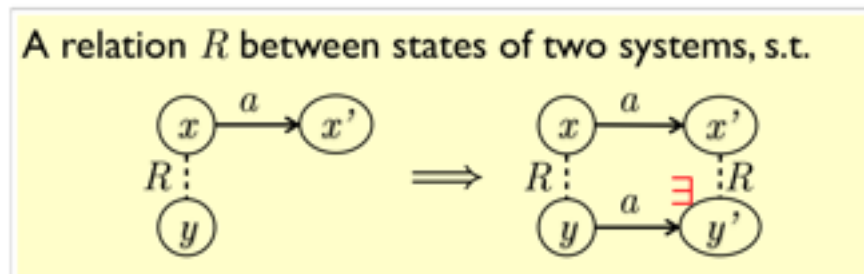 A relation R between states of two systems, s.t.
a a
x x' x x'
R ⟹ R ∃ R
a
y y y'